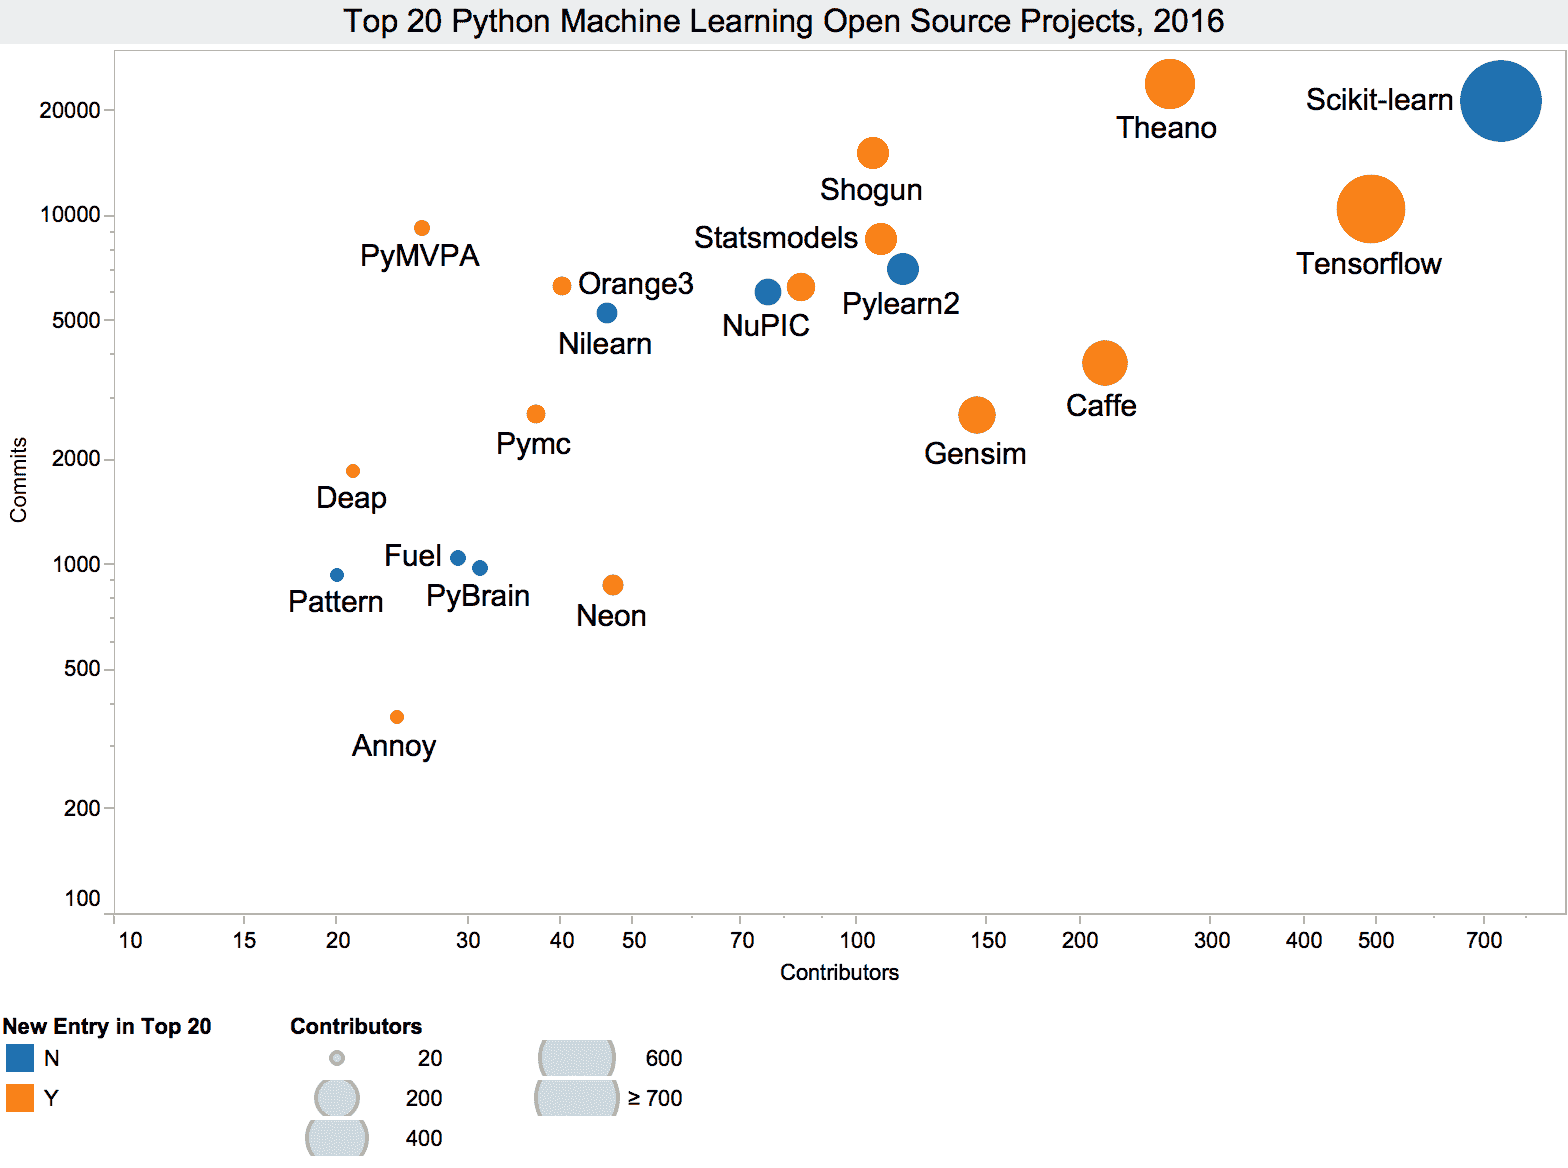 Top 20 Python Machine Learning Open Source Projects, 2016
20000
10000
5000
2000
1000
500
200
100
Commits
Theano
Scikit-learn
Shogun
Tensorflow
PyMVPA
Statsmodels
Orange3
Pylearn2
NuPIC
Nilearn
Caffe
Pymc
Gensim
Deap
Fuel
Pattern
PyBrain
Neon
Annoy
10 15 20 30 40 50 70 100 150 200 300 400 500 700
Contributors
New Entry in Top 20
N
Y
Contributors
20
200
400
600
≥ 700